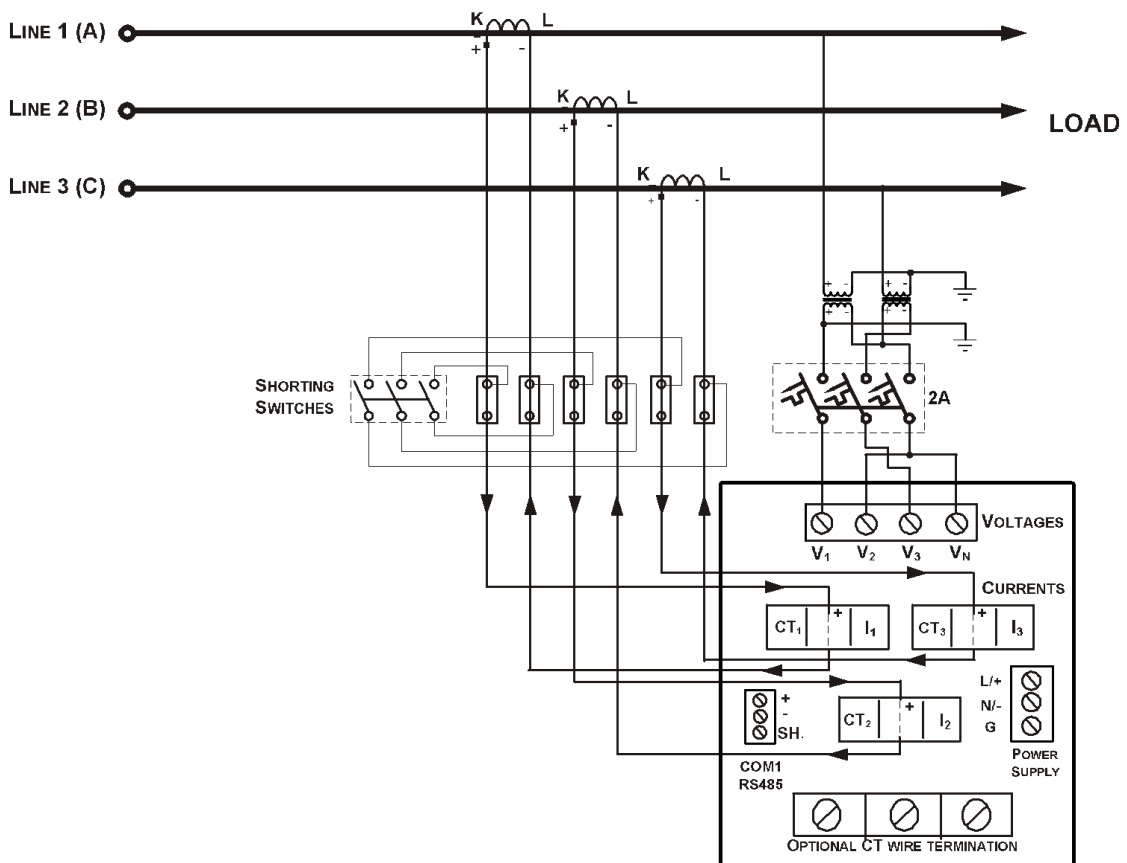 LINE 1 (A)
K L
+ -
LINE 2 (B)
K L
+ -
LOAD
LINE 3 (C)
K L
+ -
+ - + -
+ - + -
SHORTING
SWITCHES
2A
VOLTAGES
V1 V2 V3 VN
CURRENTS
CT1 + I1
CT3 + I3
L/+
N/-
G
POWER
SUPPLY
+
-
SH.
COM1
RS485
CT2 + I2
OPTIONAL CT WIRE TERMINATION